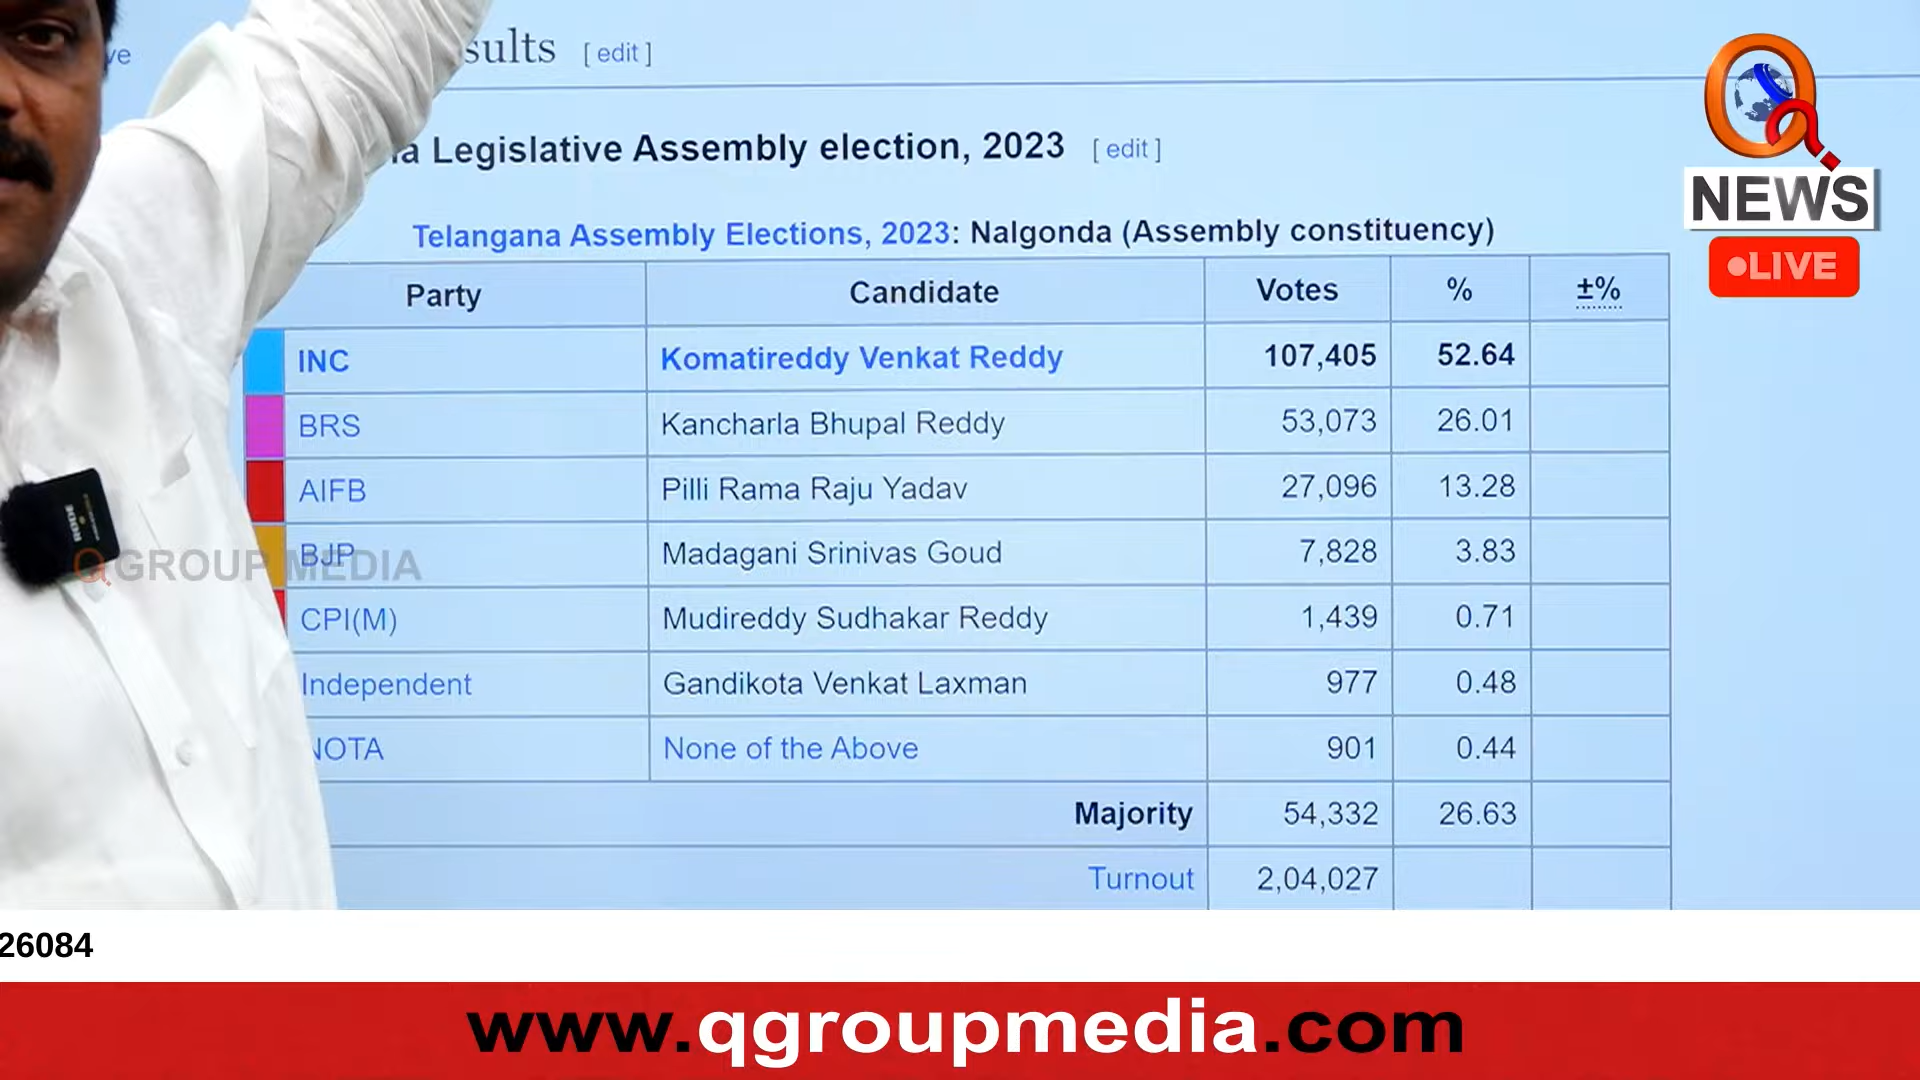 sults [ edit ]
Legislative Assembly election, 2023 [ edit ]
Telangana Assembly Elections, 2023: Nalgonda (Assembly constituency)
Party Candidate Votes % ±%
INC Komatireddy Venkat Reddy 107,405 52.64
BRS Kancharla Bhupal Reddy 53,073 26.01
AIFB Pilli Rama Raju Yadav 27,096 13.28
BJP Madagani Srinivas Goud 7,828 3.83
CPI(M) Mudireddy Sudhakar Reddy 1,439 0.71
Independent Gandikota Venkat Laxman 977 0.48
NOTA None of the Above 901 0.44
Majority 54,332 26.63
Turnout 2,04,027
Q NEWS
LIVE
RODE
Q GROUP MEDIA
26084
www.qgroupmedia.com